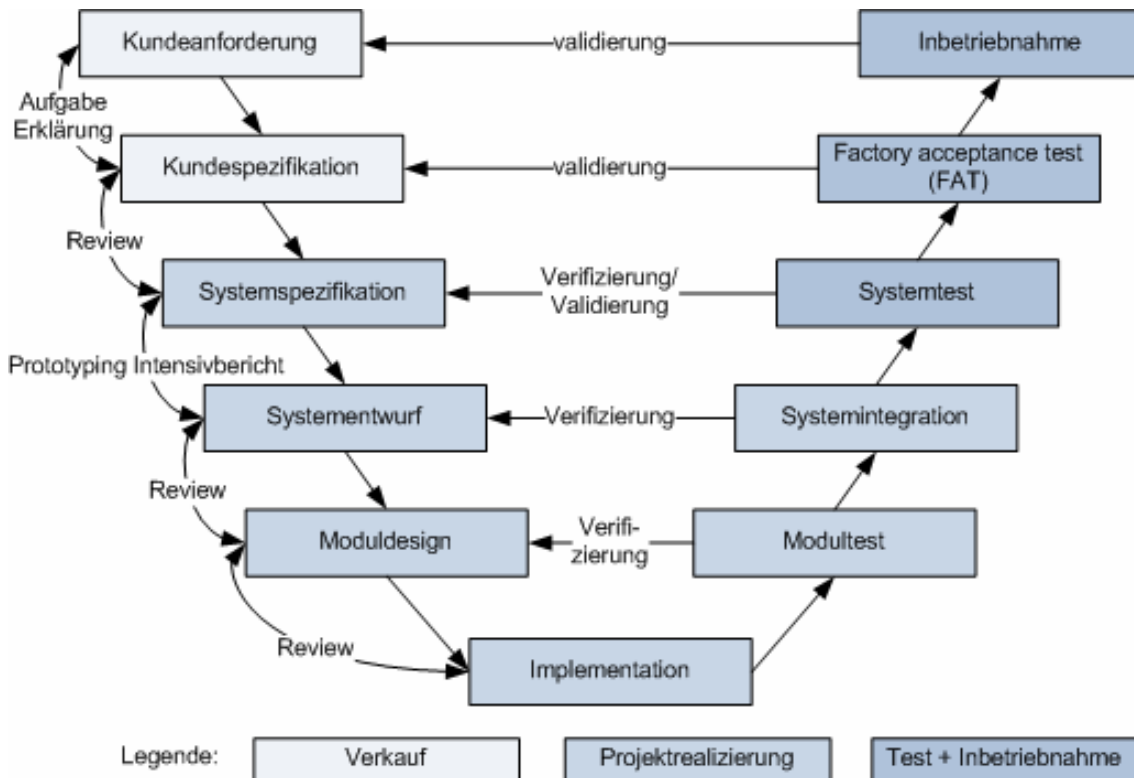 Kundeanforderung
validierung
Inbetriebnahme
Aufgabe
Erklärung
Kundespezifikation
validierung
Factory acceptance test
(FAT)
Review
Systemspezifikation
Verifizierung/
Validierung
Systemtest
Prototyping Intensivbericht
Systementwurf
Verifizierung
Systemintegration
Review
Moduldesign
Verifi-
zierung
Modultest
Review
Implementation
Legende:
Verkauf
Projektrealizierung
Test + Inbetriebnahme